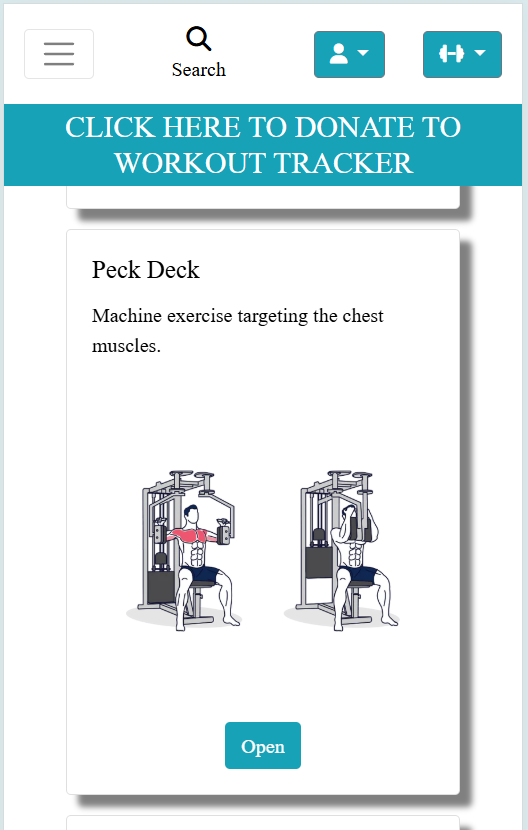 Search
CLICK HERE TO DONATE TO
WORKOUT TRACKER
Peck Deck
Machine exercise targeting the chest
muscles.
Open